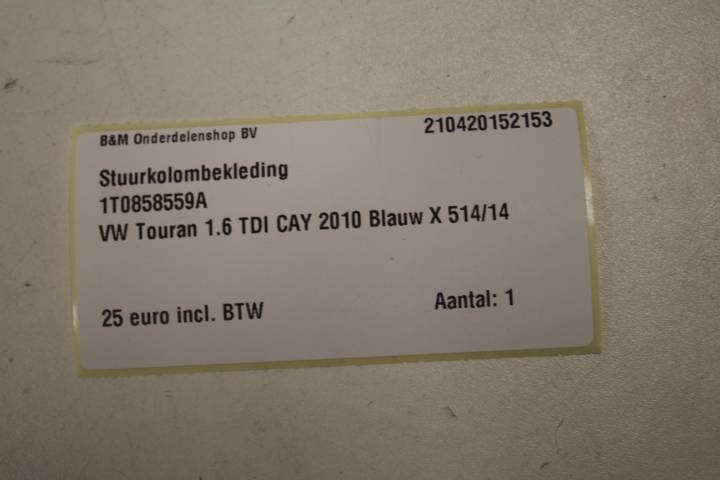 B&M Onderdelenshop BV 210420152153
Stuurkolombekleding
1T0858559A
VW Touran 1.6 TDI CAY 2010 Blauw X 514/14
25 euro incl. BTW Aantal: 1